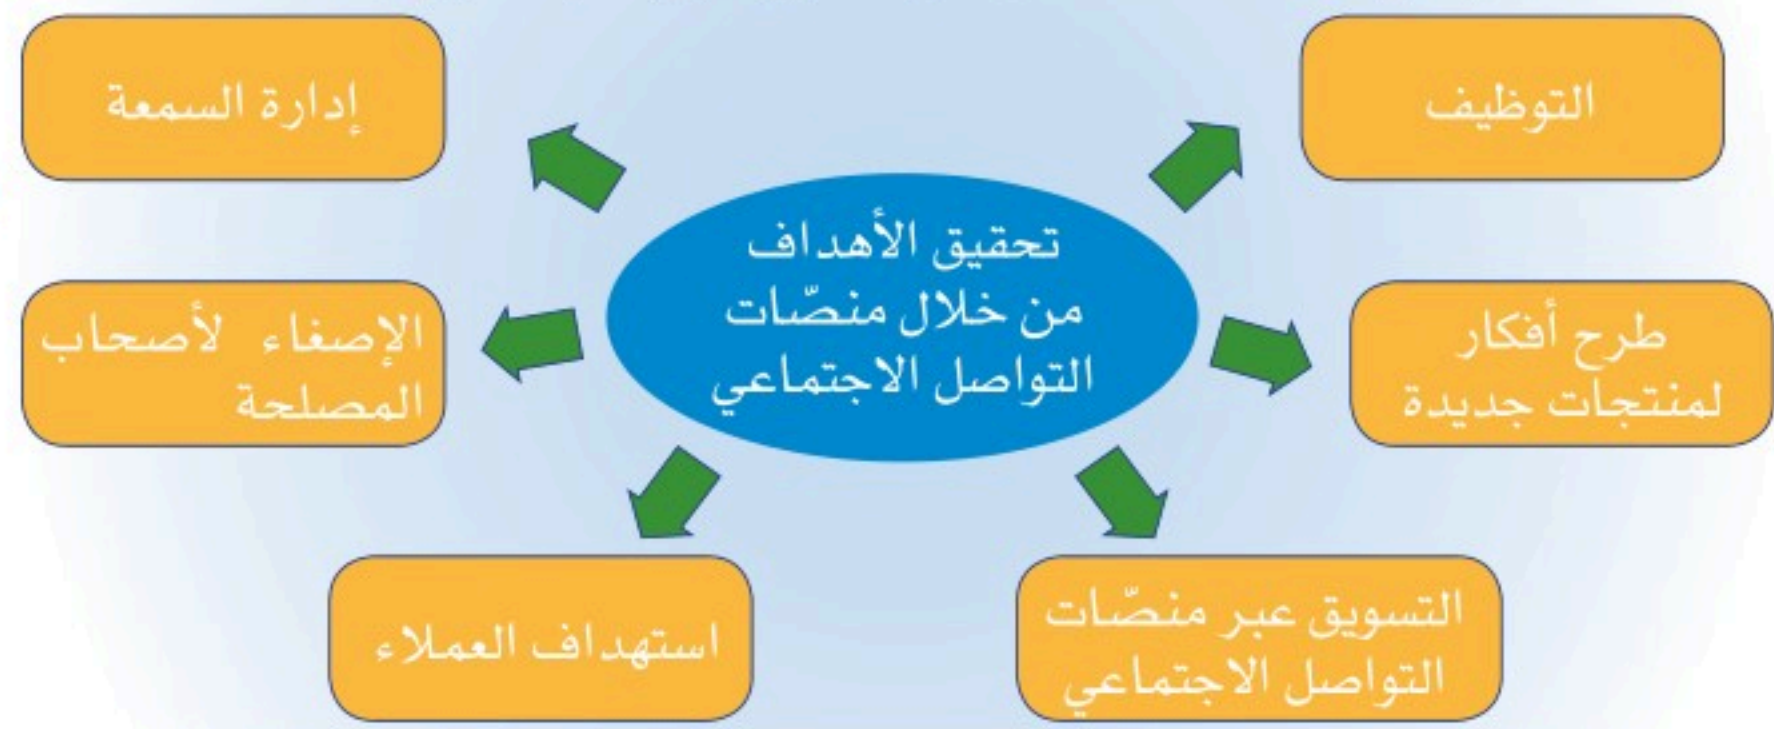 التوظيف
إدارة السمعة
تحقيق الأهداف
من خلال منصّات
التواصل الاجتماعي
طرح أفكار
لمنتجات جديدة
الإصغاء لأصحاب
المصلحة
التسويق عبر منصّات
التواصل الاجتماعي
استهداف العملاء